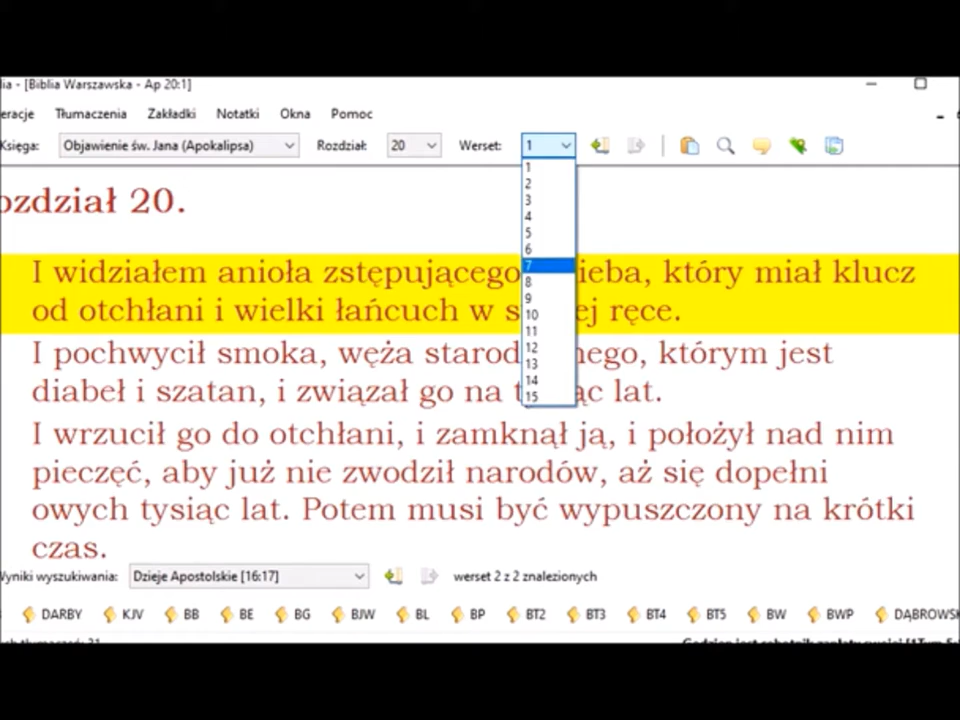 lia - [Biblia Warszawska - Ap 20:1]
eracje Tłumaczenia Zakładki Notatki Okna Pomoc
Księga: Objawienie św. Jana (Apokalipsa) Rozdział: 20 Werset: 1
1
2
3
4
5
6
7
8
9
10
11
12
13
14
15
ozdział 20.
I widziałem anioła zstępującego ieba, który miał klucz
od otchłani i wielki łańcuch w s ej ręce.
I pochwycił smoka, węża starod nego, którym jest
diabeł i szatan, i związał go na t ąc lat.
I wrzucił go do otchłani, i zamknął ją, i położył nad nim
pieczęć, aby już nie zwodził narodów, aż się dopełni
owych tysiąc lat. Potem musi być wypuszczony na krótki
czas.
Wyniki wyszukiwania: Dzieje Apostolskie [16:17] werset 2 z 2 znalezionych
DARBY KJV BB BE BG BJW BL BP BT2 BT3 BT4 BT5 BW BWP DĄBROWSK